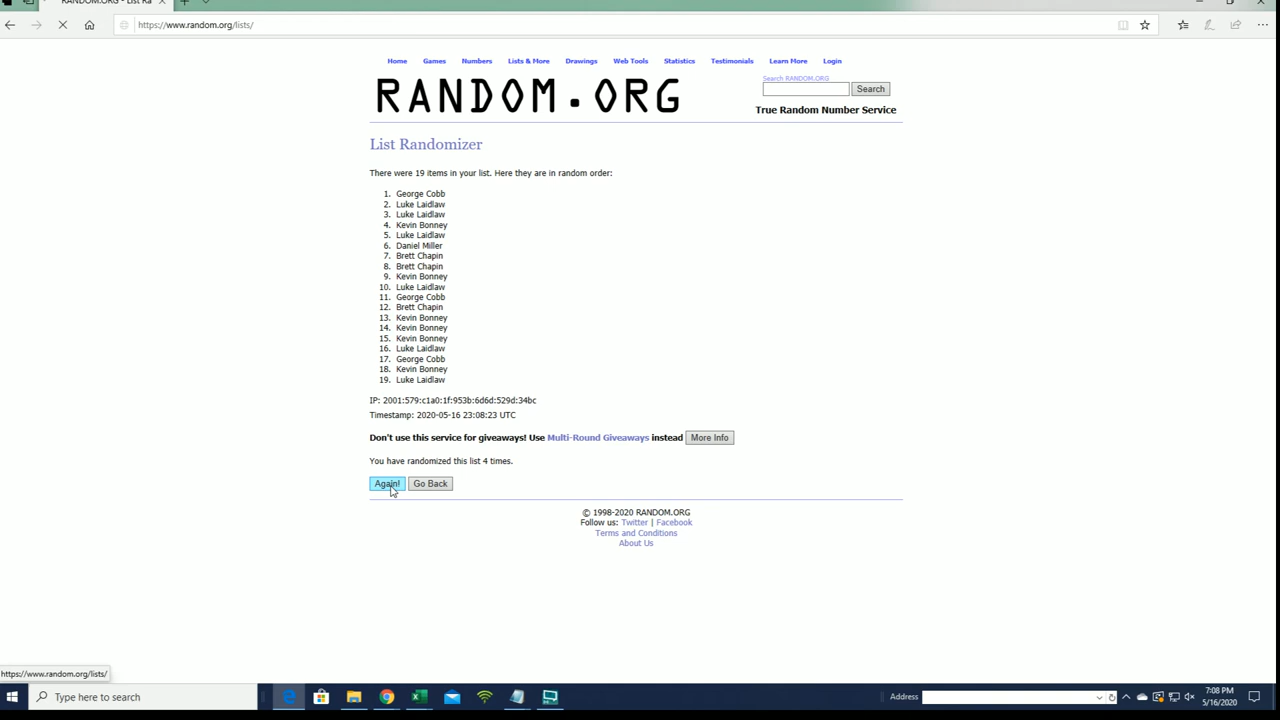 RANDOM.ORG - List Ra
https://www.random.org/lists/
Home Games Numbers Lists & More Drawings Web Tools Statistics Testimonials Learn More Login
RANDOM.ORG
Search RANDOM.ORG
Search
True Random Number Service
List Randomizer
There were 19 items in your list. Here they are in random order:
1. George Cobb
2. Luke Laidlaw
3. Luke Laidlaw
4. Kevin Bonney
5. Luke Laidlaw
6. Daniel Miller
7. Brett Chapin
8. Brett Chapin
9. Kevin Bonney
10. Luke Laidlaw
11. George Cobb
12. Brett Chapin
13. Kevin Bonney
14. Kevin Bonney
15. Kevin Bonney
16. Luke Laidlaw
17. George Cobb
18. Kevin Bonney
19. Luke Laidlaw
IP: 2001:579:c1a0:1f:953b:6d6d:529d:34bc
Timestamp: 2020-05-16 23:08:23 UTC
Don't use this service for giveaways! Use Multi-Round Giveaways instead More Info
You have randomized this list 4 times.
Again! Go Back
© 1998-2020 RANDOM.ORG
Follow us: Twitter | Facebook
Terms and Conditions
About Us
https://www.random.org/lists/
Type here to search
Address
7:08 PM
5/16/2020